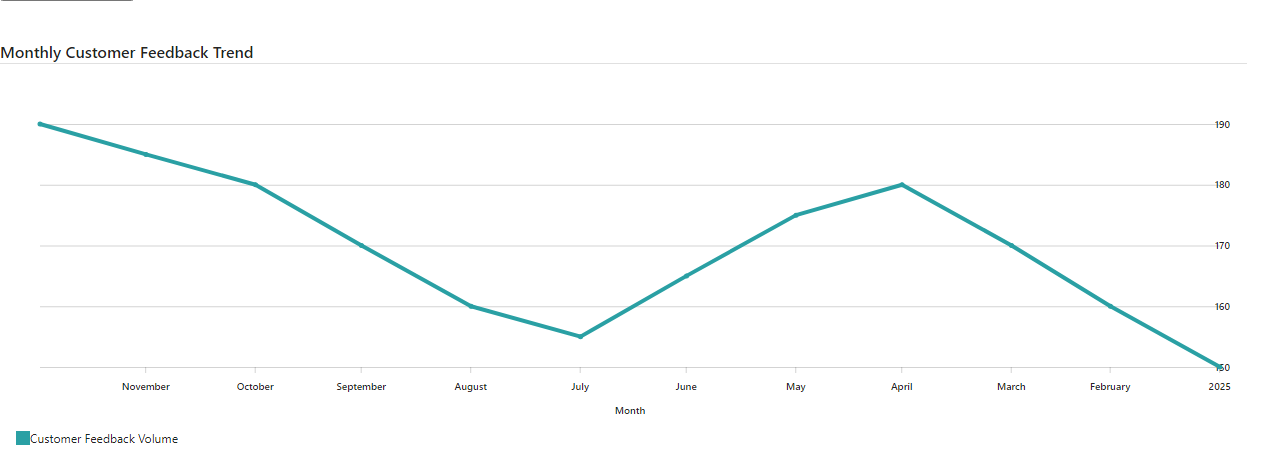 Monthly Customer Feedback Trend
190
180
170
160
150
November October September August July June May April March February 2025
Month
Customer Feedback Volume